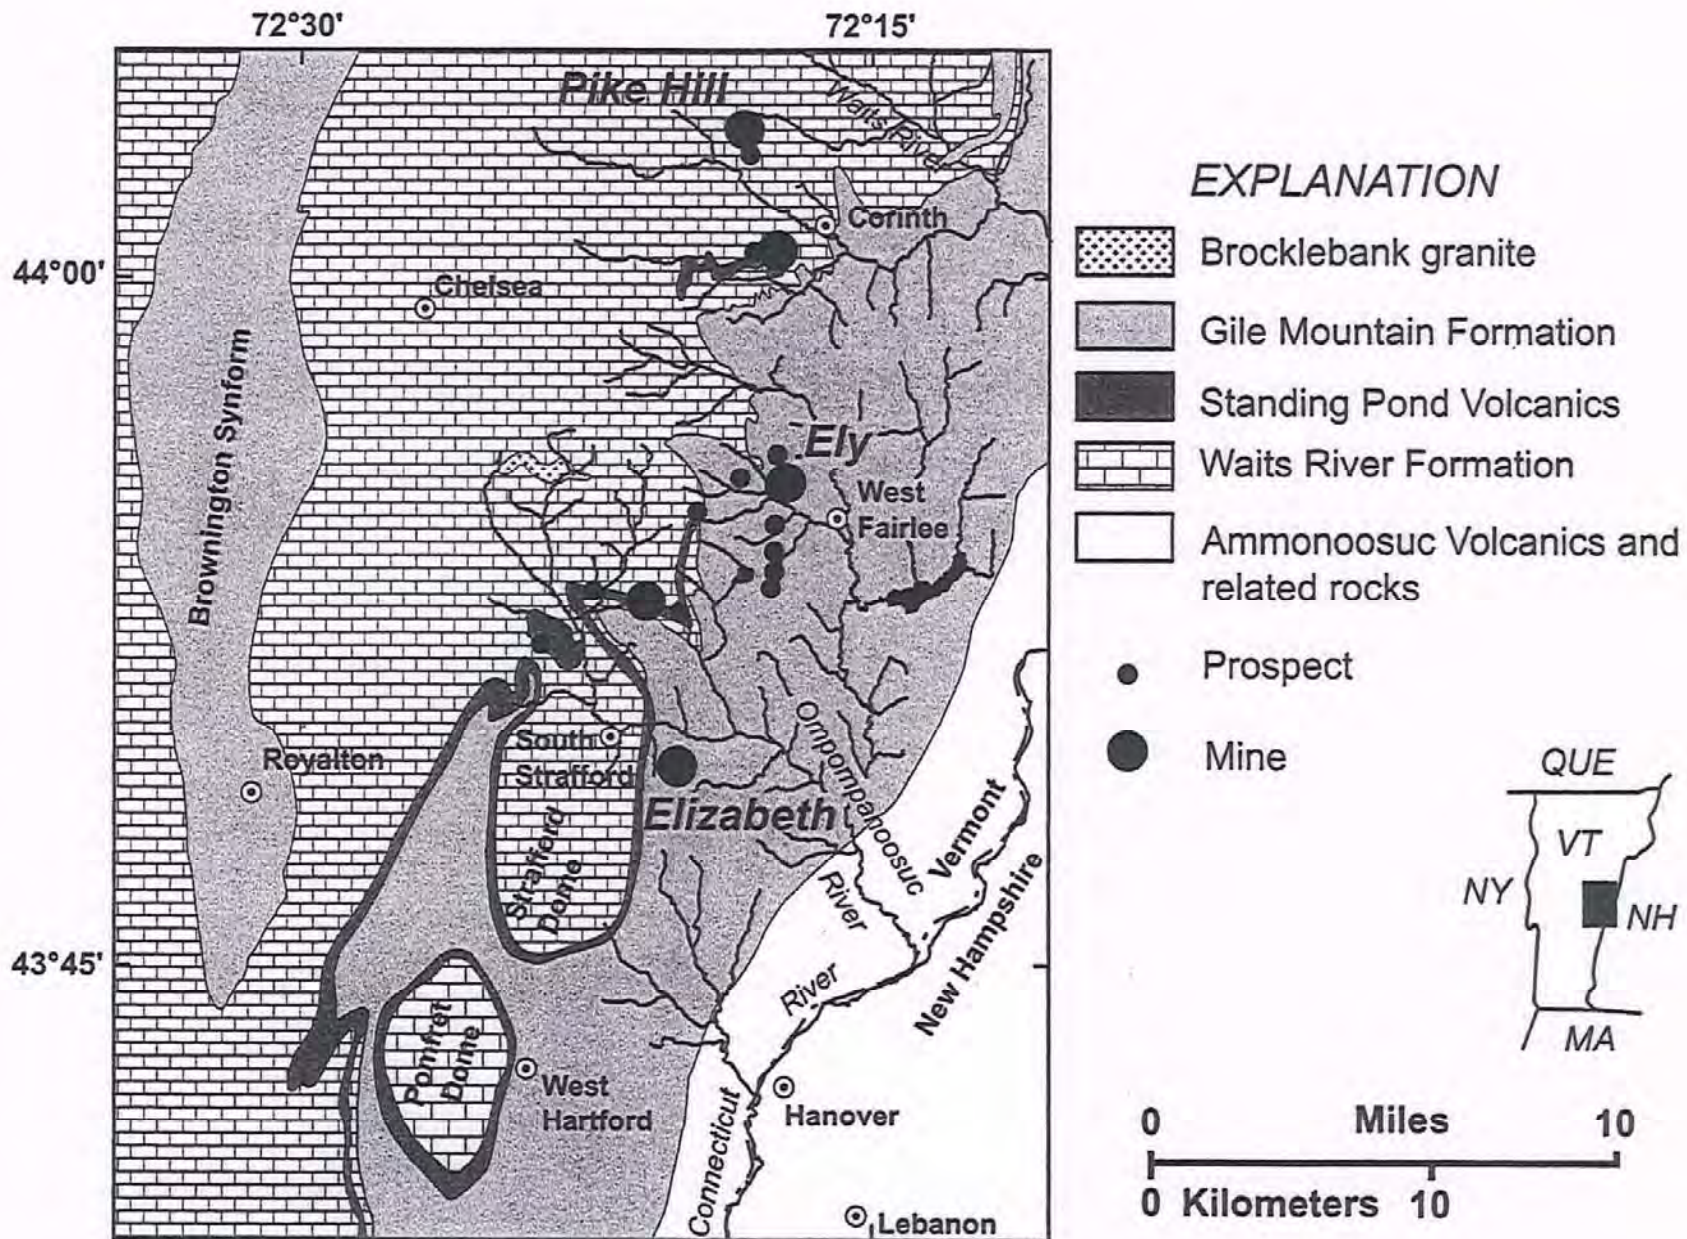 72°30'
72°15'
Pike Hill
Waits River
Corinth
44°00'
Chelsea
Brownington Synform
Ely
West
Fairlee
South
Strafford
Royalton
Elizabeth
Ompompanoosuc
River
Vermont
New Hampshire
Strafford
Dome
43°45'
River
Pomfret
Dome
West
Hartford
Connecticut
Hanover
Lebanon
EXPLANATION
Brocklebank granite
Gile Mountain Formation
Standing Pond Volcanics
Waits River Formation
Ammonoosuc Volcanics and
related rocks
Prospect
Mine
QUE
VT
NY
NH
MA
0 Miles 10
0 Kilometers 10